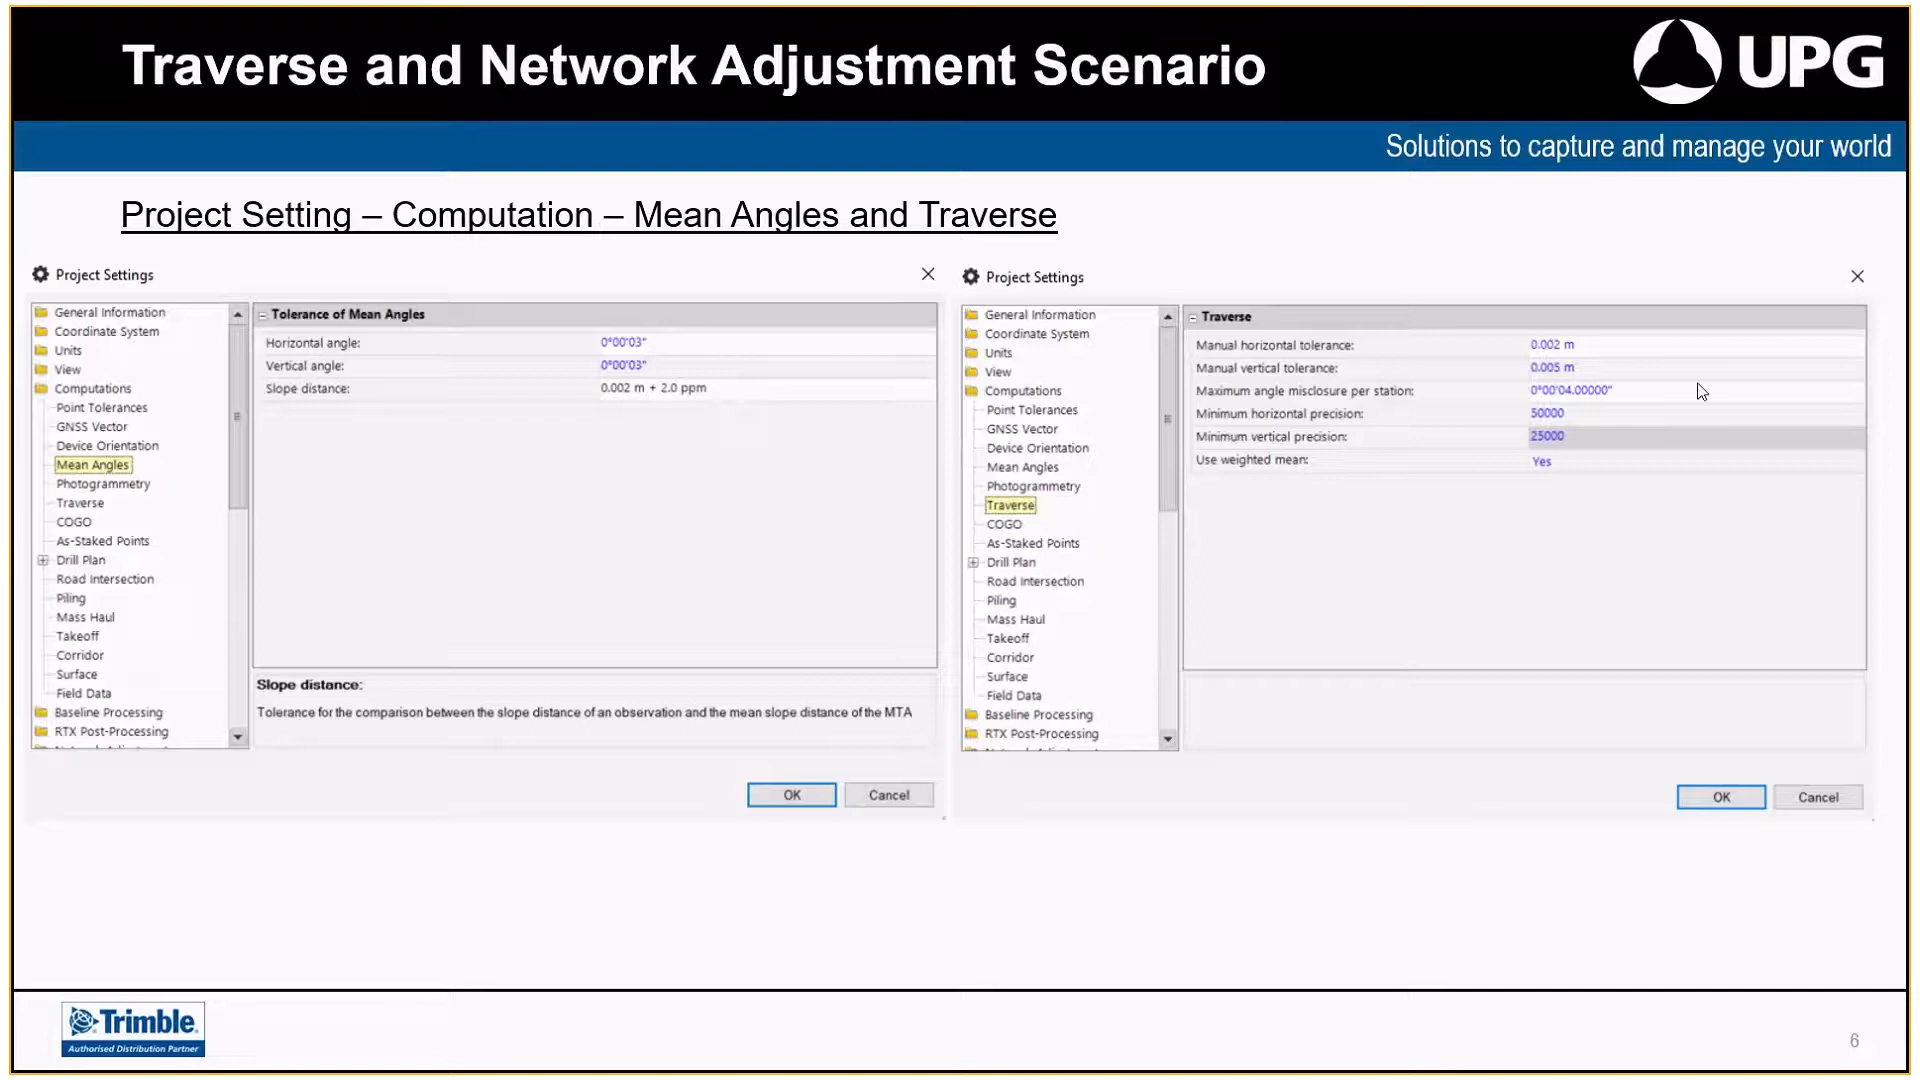 Traverse and Network Adjustment Scenario
UPG
Solutions to capture and manage your world
Project Setting – Computation – Mean Angles and Traverse
Project Settings
General Information
Coordinate System
Units
View
Computations
Point Tolerances
GNSS Vector
Device Orientation
Mean Angles
Photogrammetry
Traverse
COGO
As-Staked Points
Drill Plan
Road Intersection
Piling
Mass Haul
Takeoff
Corridor
Surface
Field Data
Baseline Processing
RTX Post-Processing
Tolerance of Mean Angles
Horizontal angle: 0°00'03"
Vertical angle: 0°00'03"
Slope distance: 0.002 m + 2.0 ppm
Slope distance:
Tolerance for the comparison between the slope distance of an observation and the mean slope distance of the MTA
OK Cancel
Project Settings
General Information
Coordinate System
Units
View
Computations
Point Tolerances
GNSS Vector
Device Orientation
Mean Angles
Photogrammetry
Traverse
COGO
As-Staked Points
Drill Plan
Road Intersection
Piling
Mass Haul
Takeoff
Corridor
Surface
Field Data
Baseline Processing
RTX Post-Processing
Traverse
Manual horizontal tolerance: 0.002 m
Manual vertical tolerance: 0.005 m
Maximum angle misclosure per station: 0°00'04.00000"
Minimum horizontal precision: 50000
Minimum vertical precision: 25000
Use weighted mean: Yes
OK Cancel
Trimble.
Authorised Distribution Partner
6